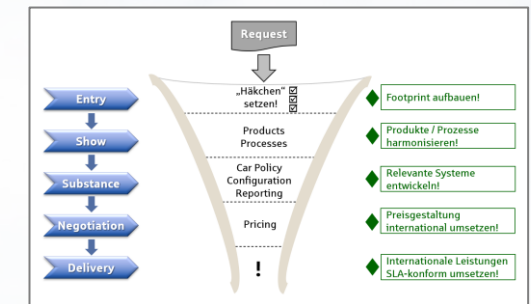 Request
Entry
„Häkchen“
setzen!
Footprint aufbauen!
Show
Products
Processes
Produkte / Prozesse
harmonisieren!
Substance
Car Policy
Configuration
Reporting
Relevante Systeme
entwickeln!
Negotiation
Pricing
Preisgestaltung
international umsetzen!
Delivery
!
Internationale Leistungen
SLA-konform umsetzen!